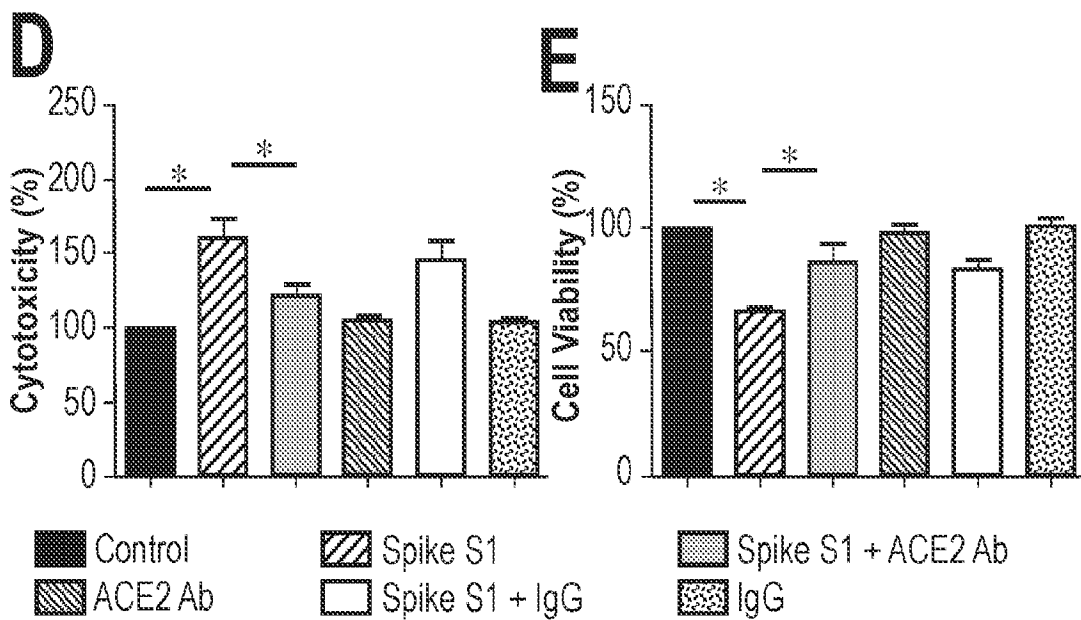 D
Cytotoxicity (%)
250
200
150
100
50
0
*
*
E
Cell Viability (%)
150
100
50
0
*
*
Control
Spike S1
Spike S1 + ACE2 Ab
ACE2 Ab
Spike S1 + IgG
IgG